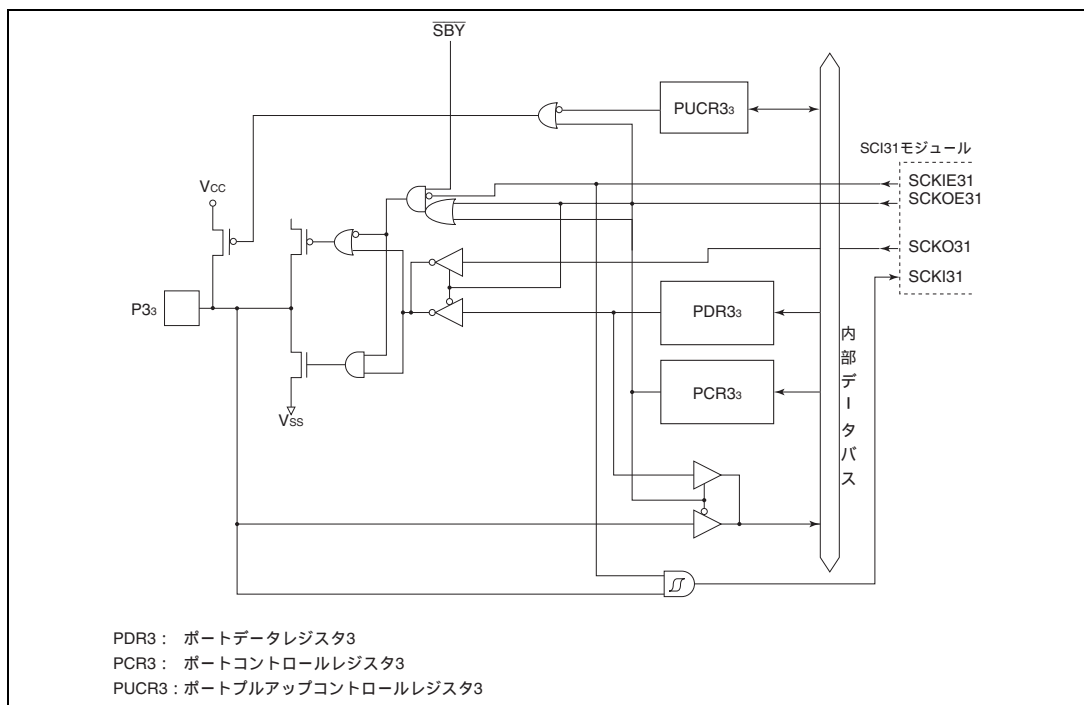 SBY
PUCR3₃
SCI31モジュール
VCC
SCKIE31
SCKOE31
SCKO31
SCKI31
P3₃
PDR3₃
PCR3₃
VSS
内部データバス
PDR3： ポートデータレジスタ3
PCR3： ポートコントロールレジスタ3
PUCR3：ポートプルアップコントロールレジスタ3